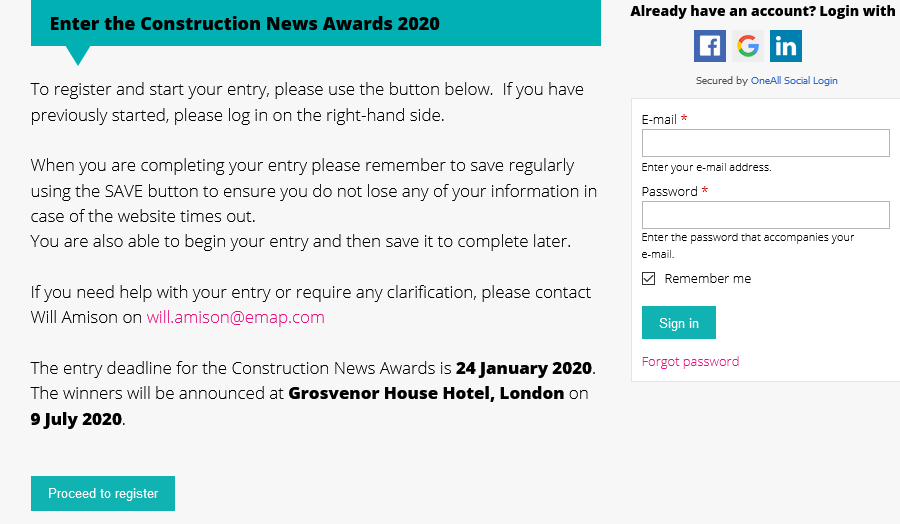 Enter the Construction News Awards 2020
To register and start your entry, please use the button below.  If you have
previously started, please log in on the right-hand side.
When you are completing your entry please remember to save regularly
using the SAVE button to ensure you do not lose any of your information in
case of the website times out.
You are also able to begin your entry and then save it to complete later.
If you need help with your entry or require any clarification, please contact
Will Amison on will.amison@emap.com
The entry deadline for the Construction News Awards is 24 January 2020.
The winners will be announced at Grosvenor House Hotel, London on
9 July 2020.
Proceed to register
Already have an account? Login with
Secured by OneAll Social Login
E-mail *
Enter your e-mail address.
Password *
Enter the password that accompanies your
e-mail.
Remember me
Sign in
Forgot password